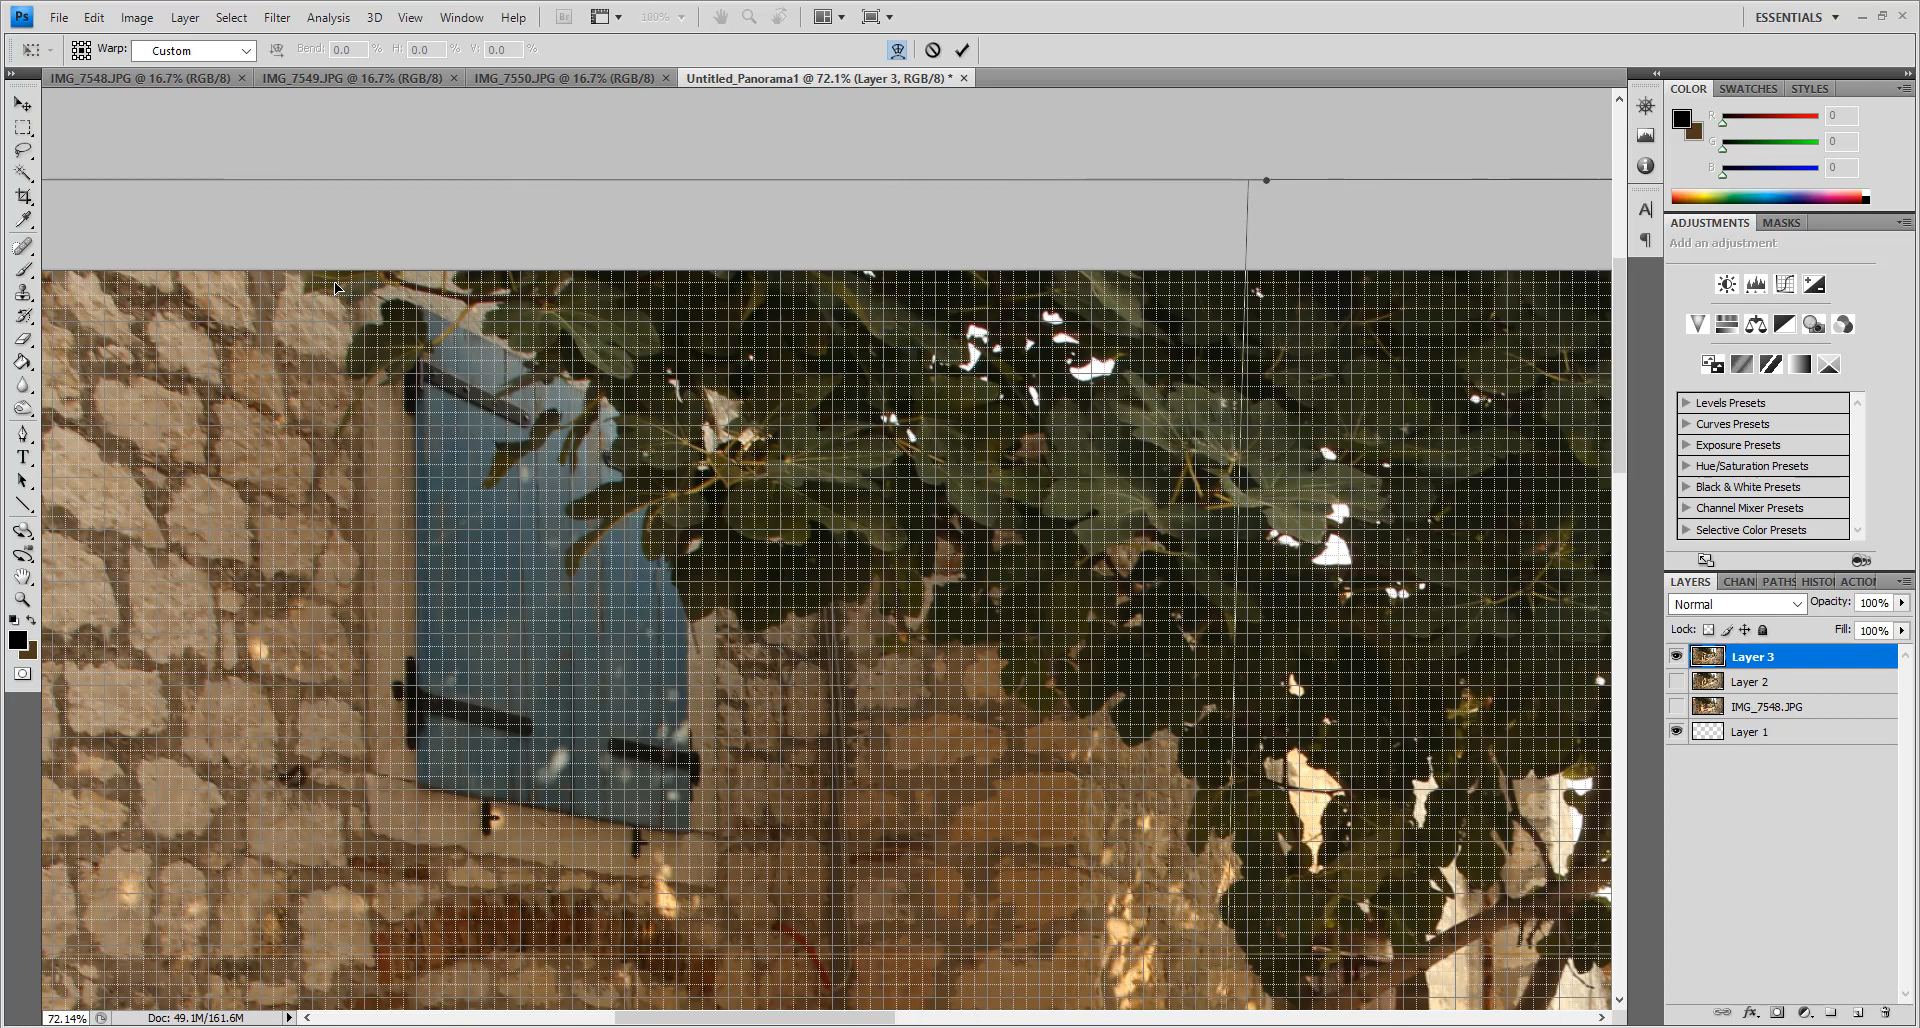 Ps File Edit Image Layer Select Filter Analysis 3D View Window Help Br 100% ESSENTIALS
Warp: Custom Bend: 0.0 % H: 0.0 % V: 0.0 %
IMG_7548.JPG @ 16.7% (RGB/8) × IMG_7549.JPG @ 16.7% (RGB/8) × IMG_7550.JPG @ 16.7% (RGB/8) × Untitled_Panorama1 @ 72.1% (Layer 3, RGB/8) * ×
COLOR SWATCHES STYLES
R 0
G 0
B 0
ADJUSTMENTS MASKS
Add an adjustment
Levels Presets
Curves Presets
Exposure Presets
Hue/Saturation Presets
Black & White Presets
Channel Mixer Presets
Selective Color Presets
LAYERS CHAN PATHS HISTOI ACTION
Normal Opacity: 100%
Lock: Fill: 100%
Layer 3
Layer 2
IMG_7548.JPG
Layer 1
72.14% Doc: 49.1M/161.6M